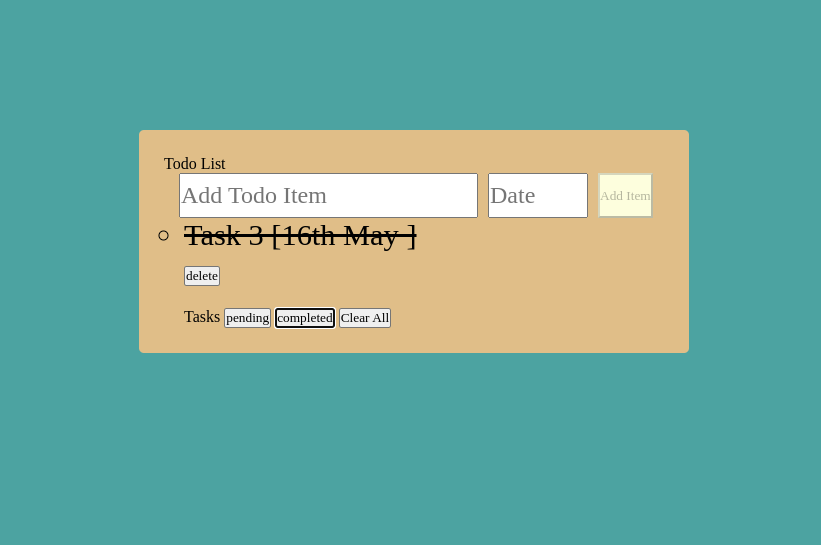 Todo List
Add Todo Item Date Add Item
Task 3 [16th May ]
delete
Tasks pending completed Clear All